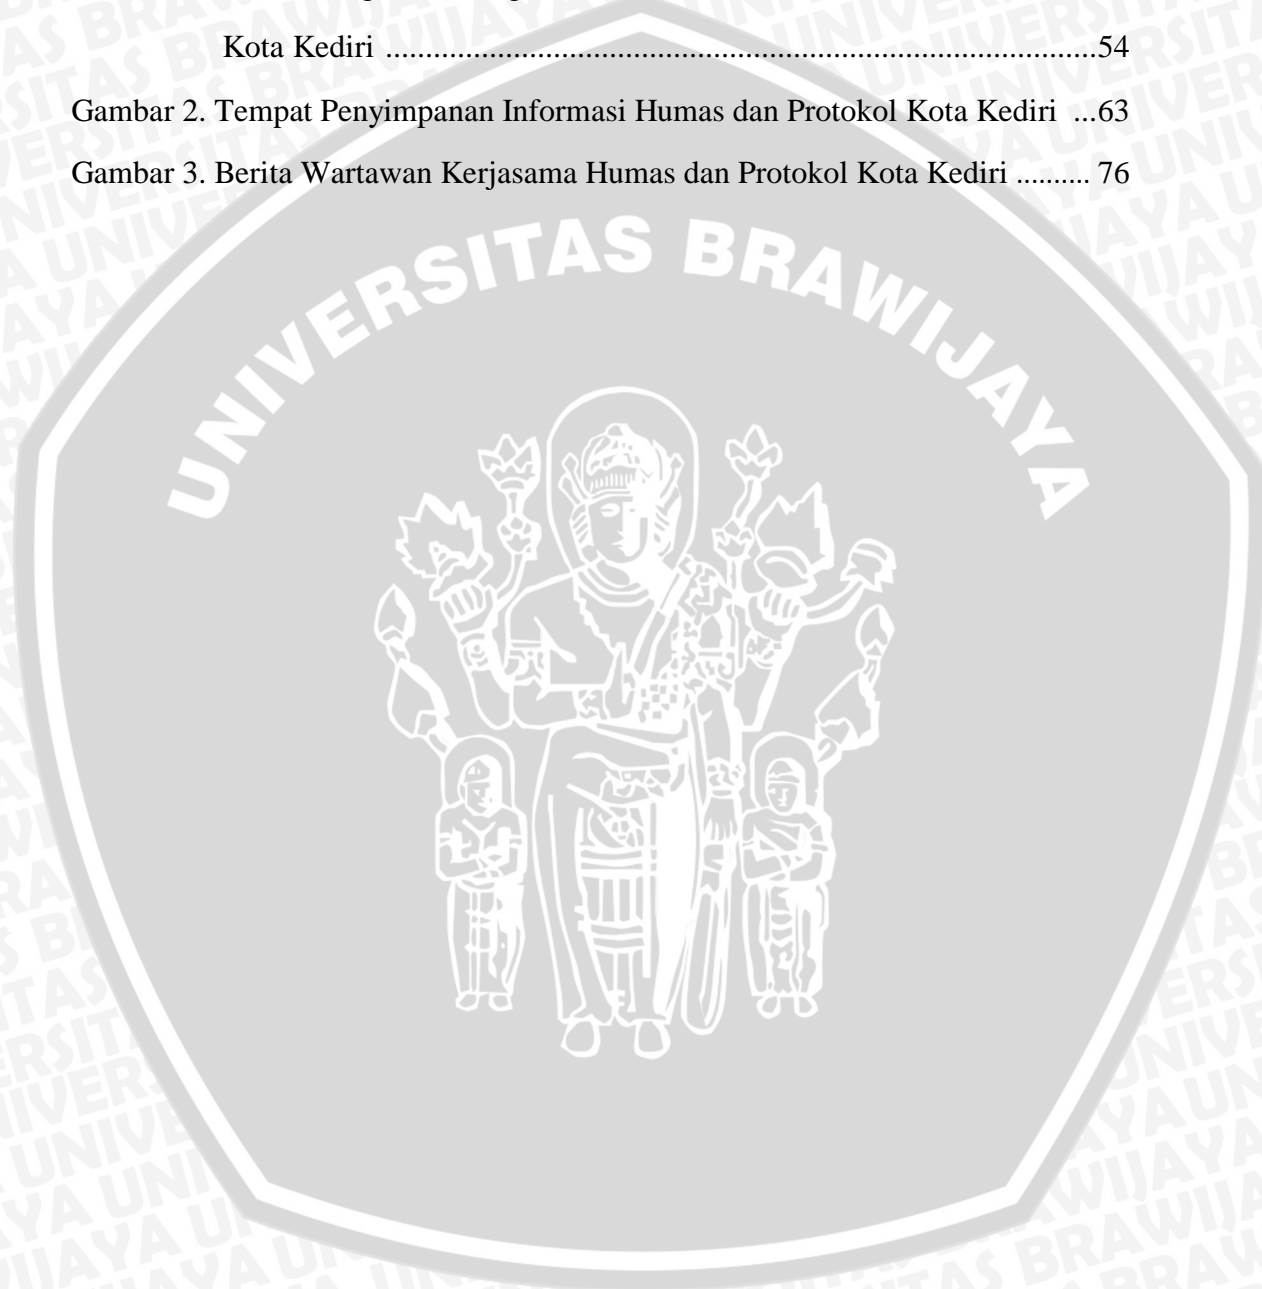 Kota Kediri ..........................................................................................54
Gambar 2. Tempat Penyimpanan Informasi Humas dan Protokol Kota Kediri ...63
Gambar 3. Berita Wartawan Kerjasama Humas dan Protokol Kota Kediri ......... 76
UNIVERSITAS BRAWIJAYA